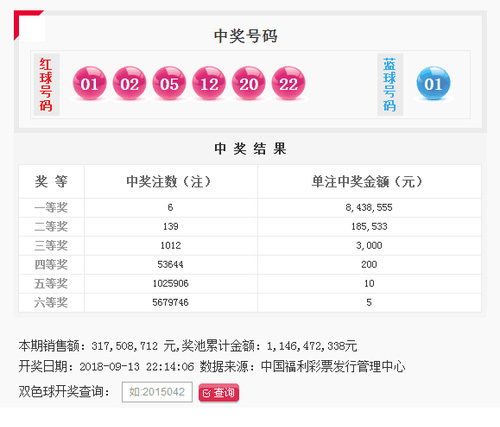 中奖号码
红球号码 01 02 05 12 20 22 蓝球号码 01
中 奖 结 果
奖 等 中奖注数（注） 单注中奖金额（元）
一等奖 6 8,438,555
二等奖 139 185,533
三等奖 1012 3,000
四等奖 53644 200
五等奖 1025906 10
六等奖 5679746 5
本期销售额：317,508,712 元,奖池累计金额：1,146,472,338元
开奖日期：2018-09-13 22:14:06 数据来源：中国福利彩票发行管理中心
双色球开奖查询： 如:2015042 查询